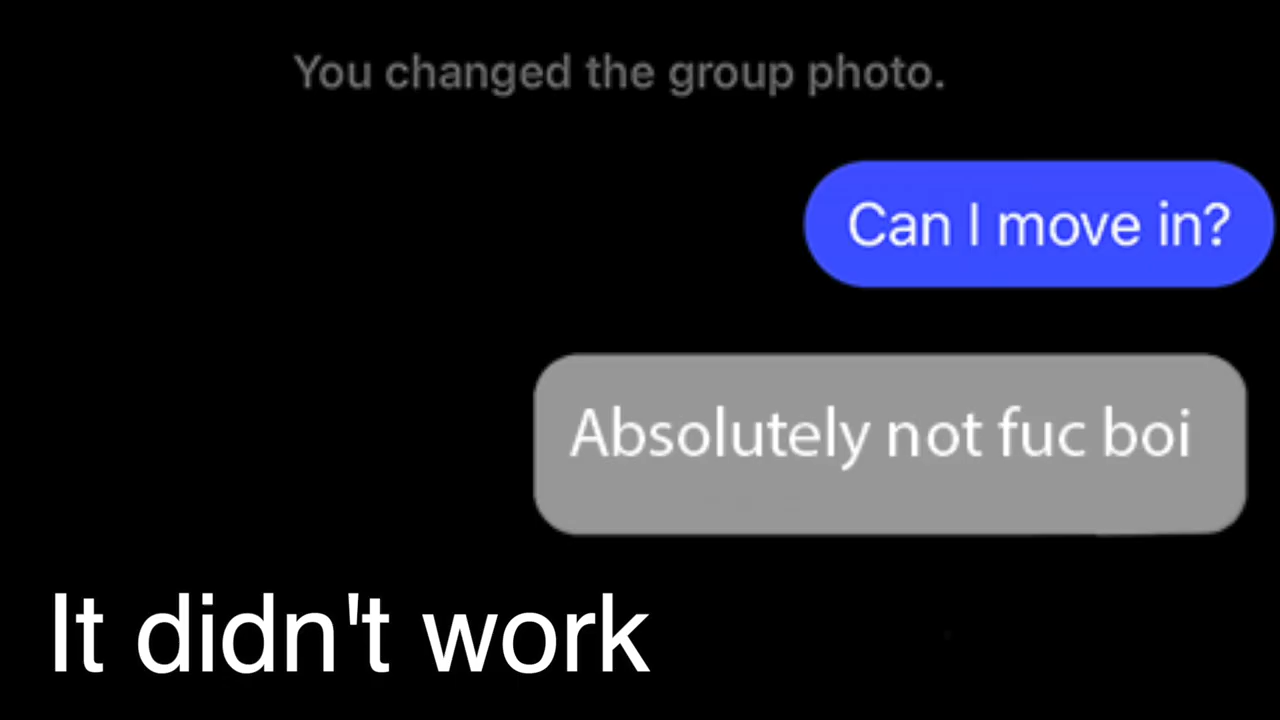 You changed the group photo.
Can I move in?
Absolutely not fuc boi
It didn't work